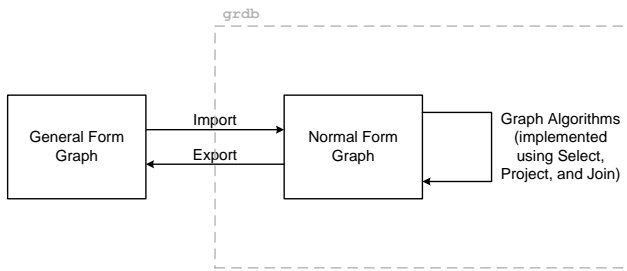 grdb
General Form
Graph
Import
Export
Normal Form
Graph
Graph Algorithms
(implemented
using Select,
Project, and Join)